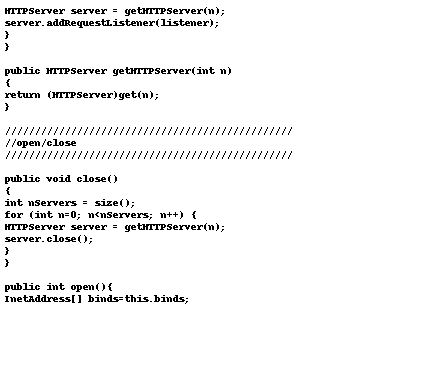 HTTPServer server = getHTTPServer(n);
server.addRequestListener(listener);
}
}
public HTTPServer getHTTPServer(int n)
{
return (HTTPServer)get(n);
}
////////////////////////////////////////////////
//open/close
////////////////////////////////////////////////
public void close()
{
int nServers = size();
for (int n=0; n<nServers; n++) {
HTTPServer server = getHTTPServer(n);
server.close();
}
}
public int open(){
InetAddress[] binds=this.binds;